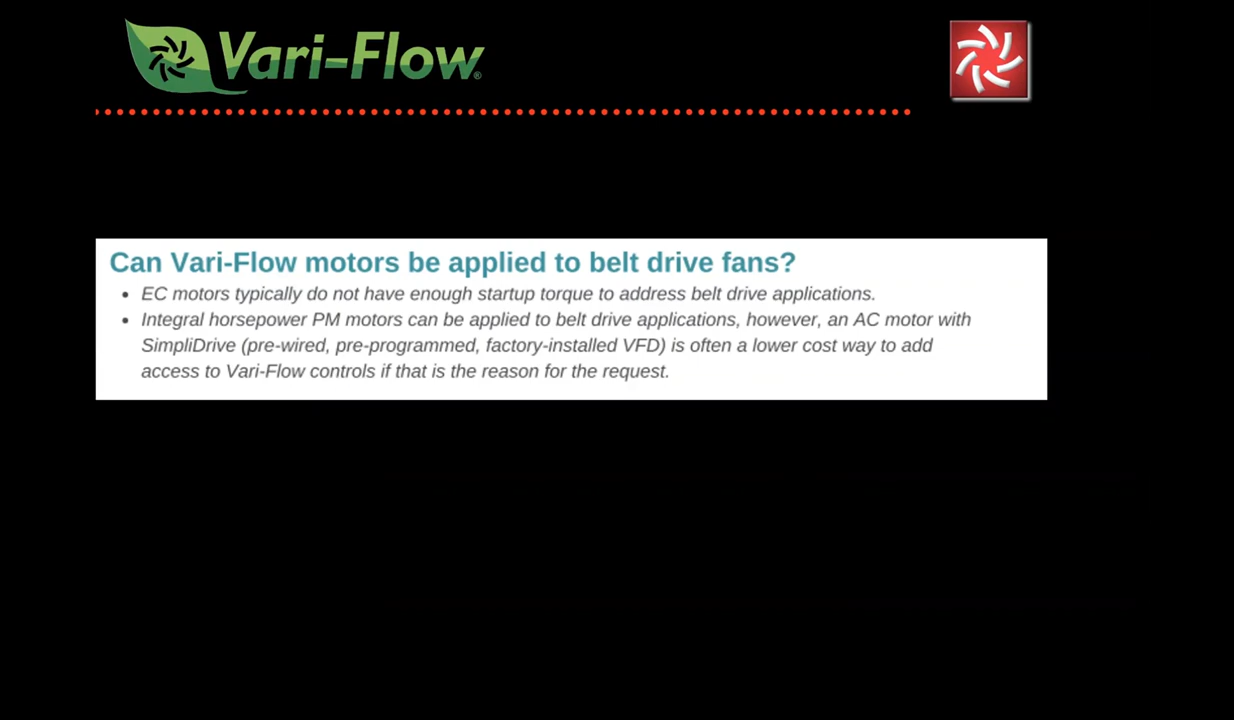 Vari-Flow®
Can Vari-Flow motors be applied to belt drive fans?
• EC motors typically do not have enough startup torque to address belt drive applications.
• Integral horsepower PM motors can be applied to belt drive applications, however, an AC motor with
SimpliDrive (pre-wired, pre-programmed, factory-installed VFD) is often a lower cost way to add
access to Vari-Flow controls if that is the reason for the request.